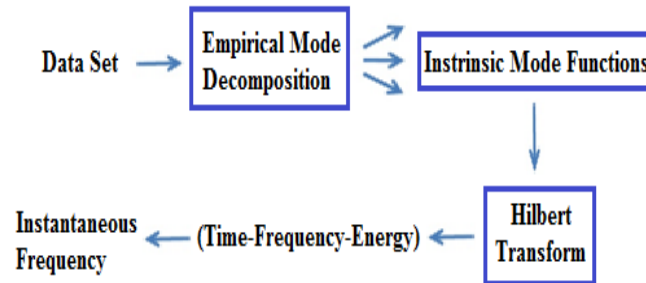 Data Set
Empirical Mode
Decomposition
Instrinsic Mode Functions
Hilbert
Transform
(Time-Frequency-Energy)
Instantaneous
Frequency